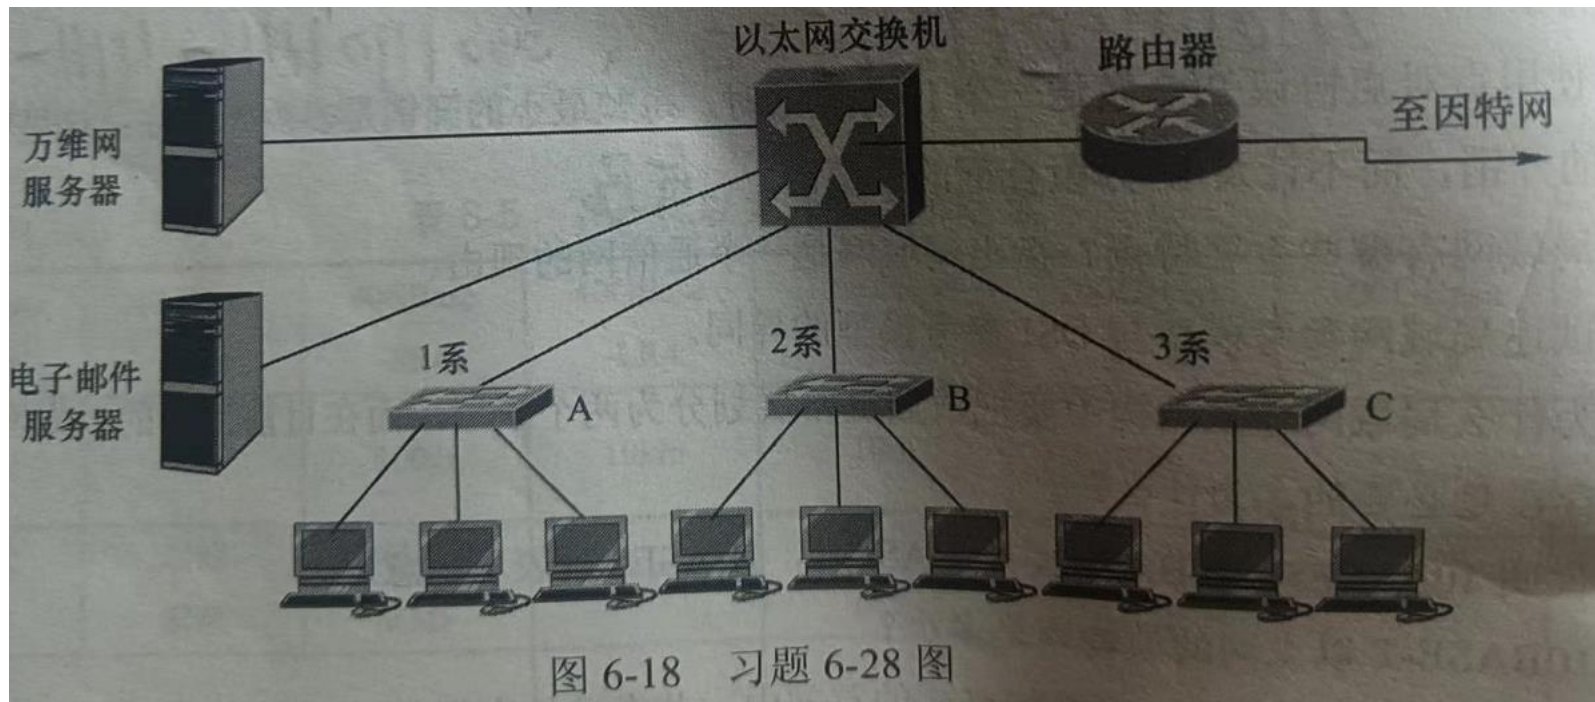 以太网交换机
路由器
至因特网
万维网
服务器
电子邮件
服务器
1系
2系
3系
A
B
C
图 6-18 习题 6-28 图